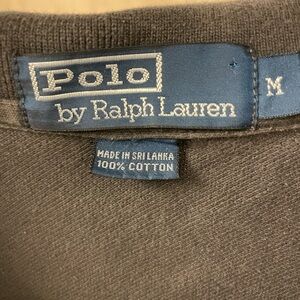 Polo
by Ralph Lauren
M
MADE IN SRI LANKA
100% COTTON